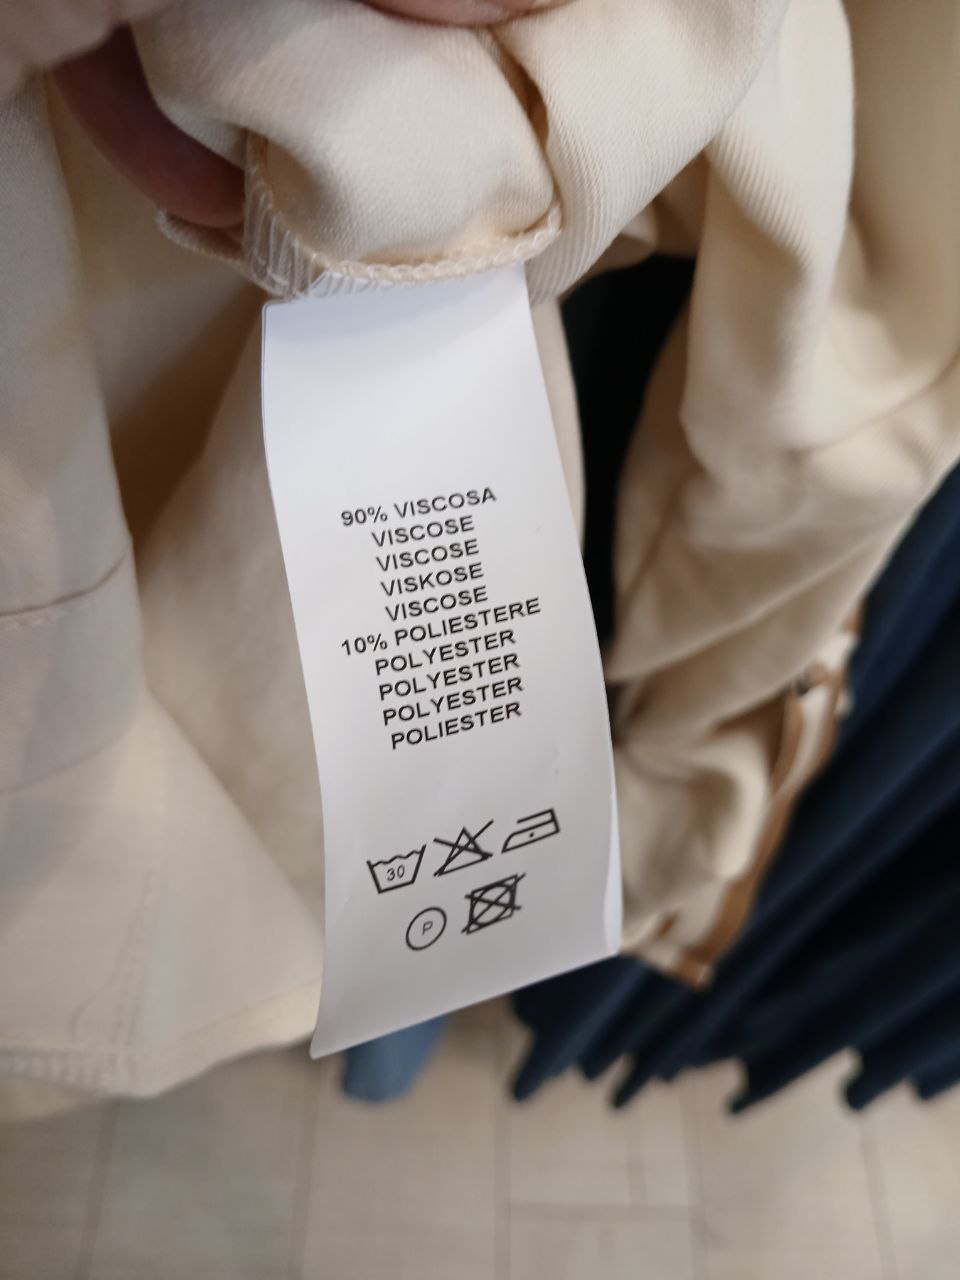 90% VISCOSA
VISCOSE
VISCOSE
VISKOSE
VISCOSE
10% POLIESTERE
POLYESTER
POLYESTER
POLYESTER
POLIESTER
30
P